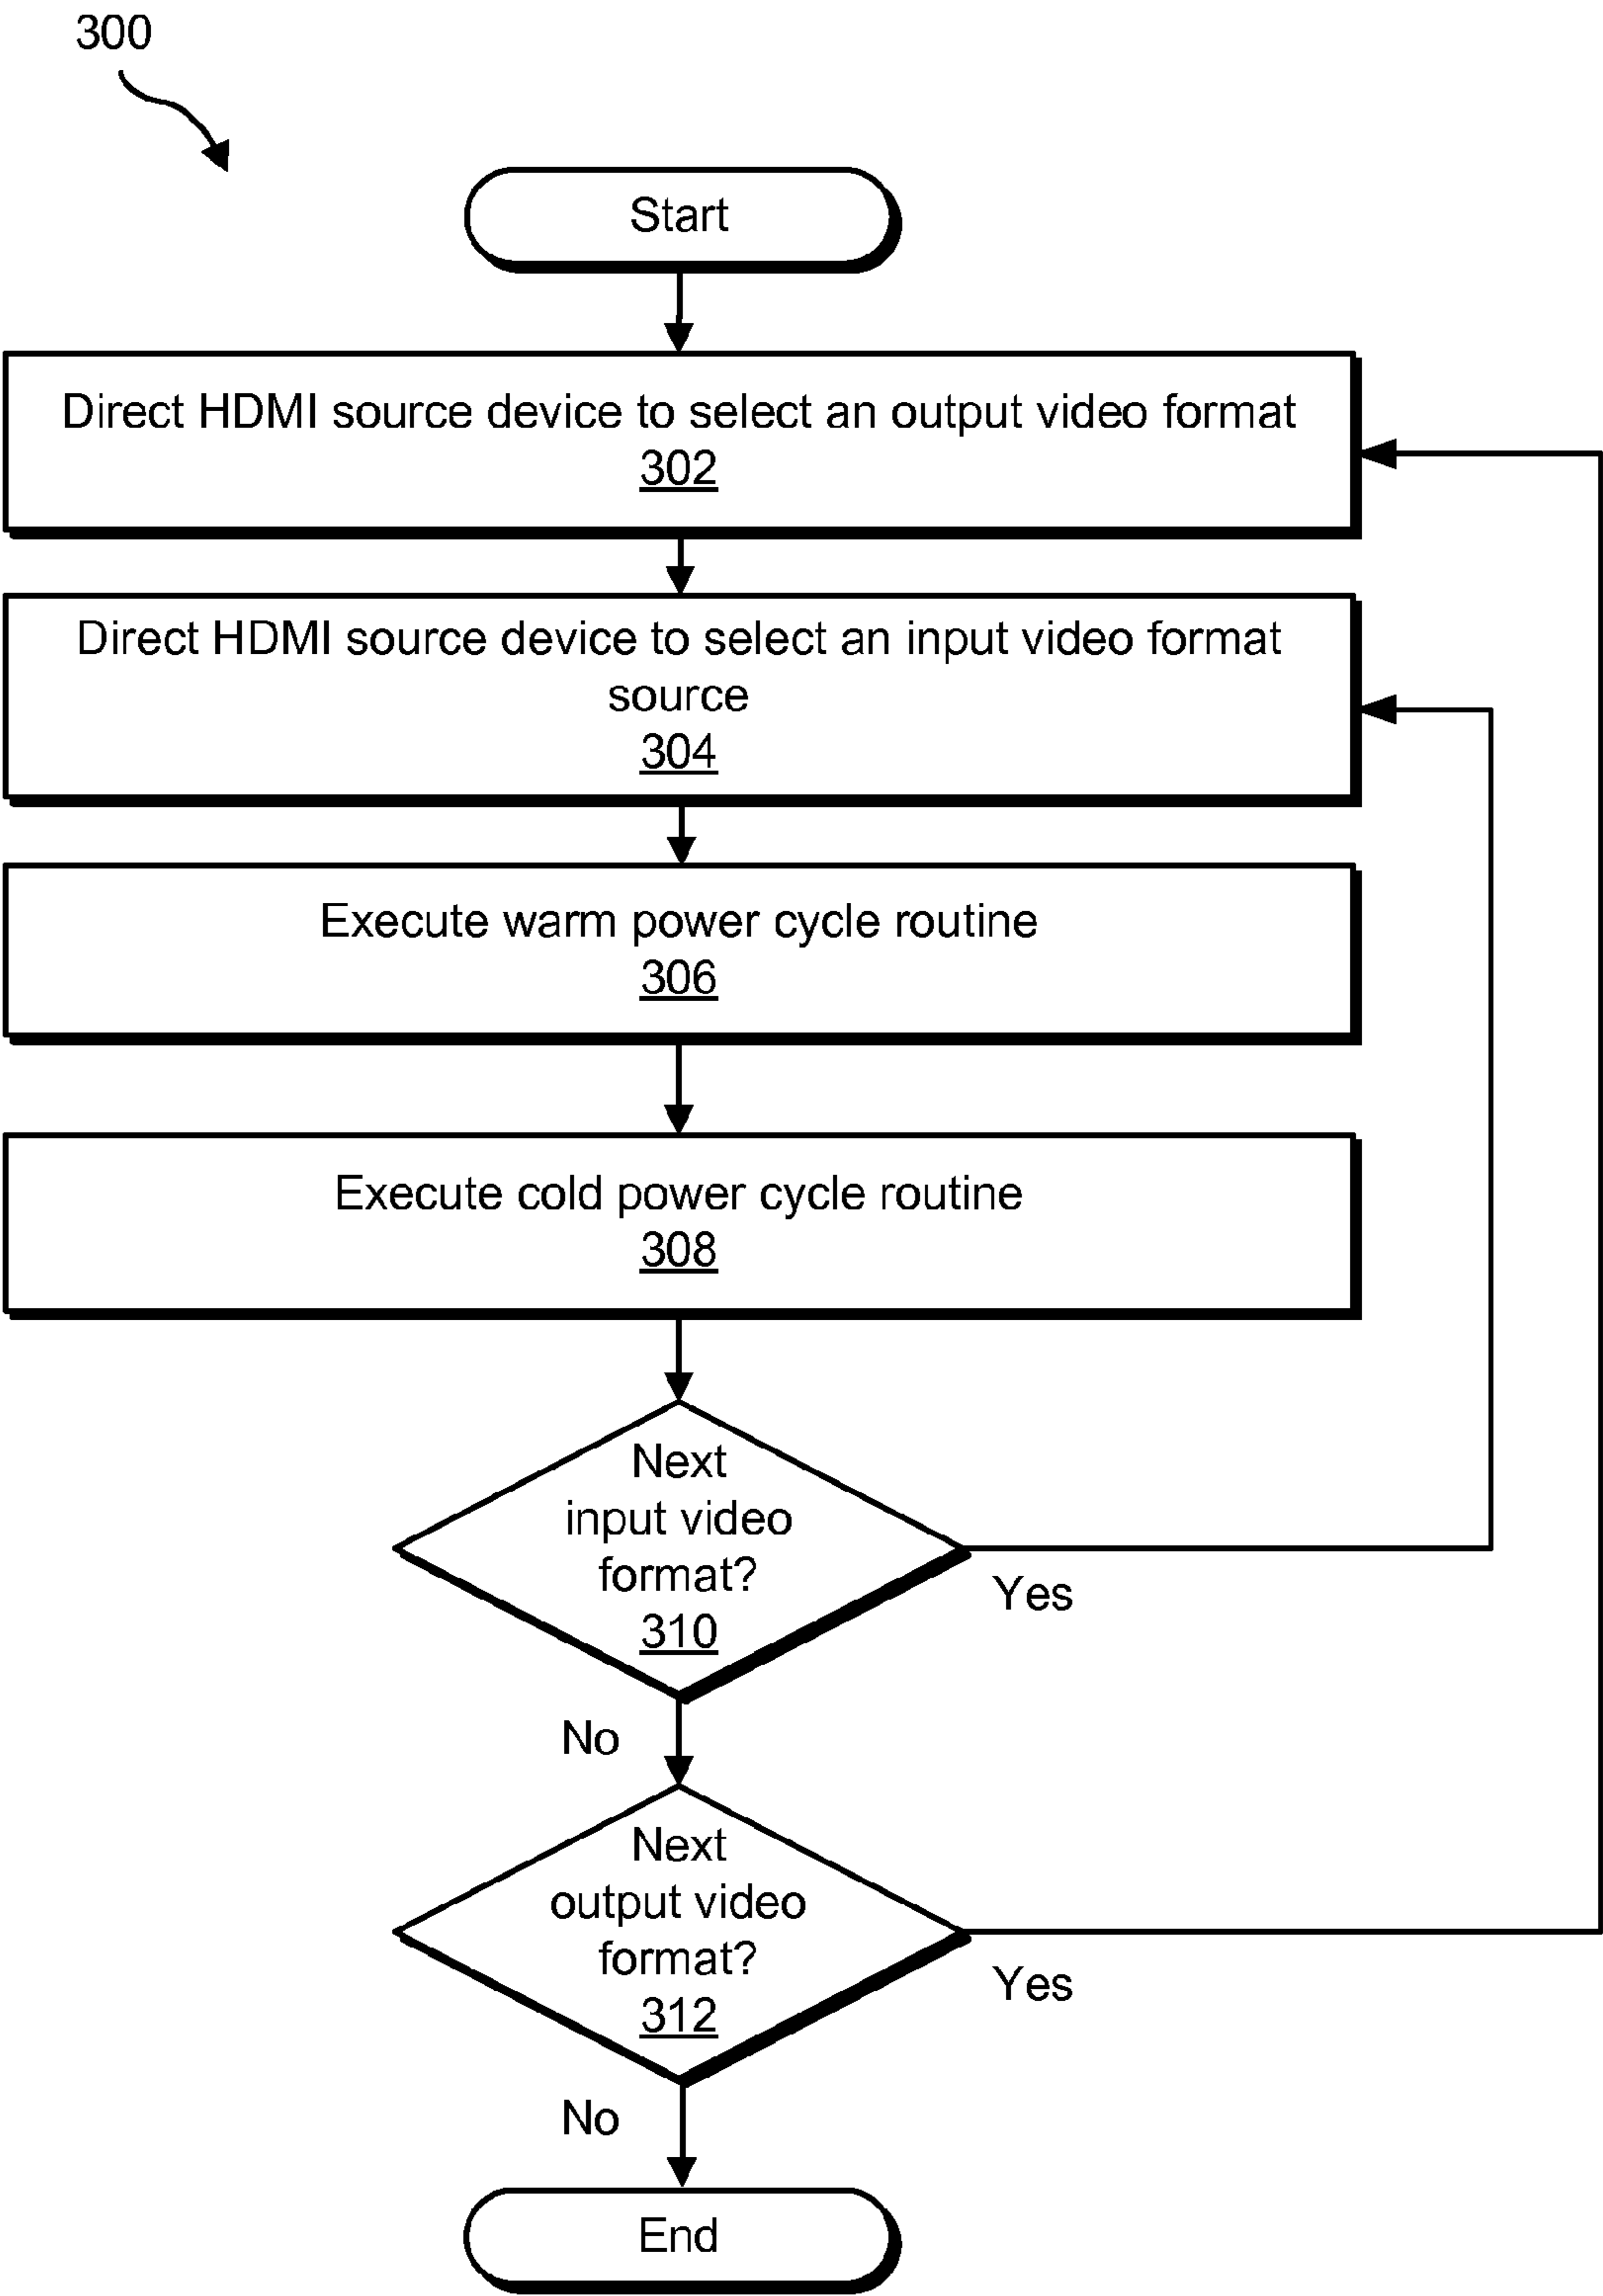 300
Start
Direct HDMI source device to select an output video format
302
Direct HDMI source device to select an input video format
source
304
Execute warm power cycle routine
306
Execute cold power cycle routine
308
Next
input video
format?
310
Yes
No
Next
output video
format?
312
Yes
No
End